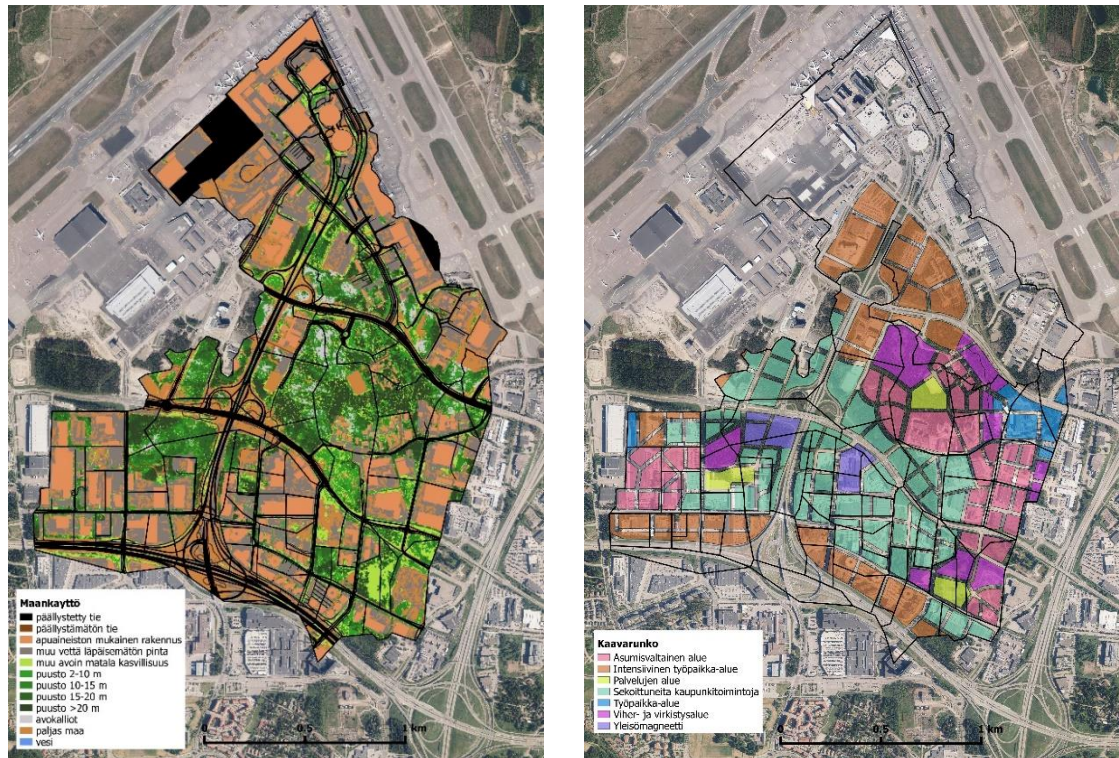 Maankayttö
päällystetty tie
päällystämätön tie
apuaineiston mukainen rakennus
muu vettä läpäisemätön pinta
muu avoin matala kasvillisuus
puusto 2-10 m
puusto 10-15 m
puusto 15-20 m
puusto >20 m
avokalliot
paljas maa
vesi
0 0.5 1 km
Kaavarunko
Asumisvaltainen alue
Intensiivinen työpaikka-alue
Palvelujen alue
Sekoittuneita kaupunkitoimintoja
Työpaikka-alue
Viher- ja virkistysalue
Yleisömagneetti
0 0.5 1 km